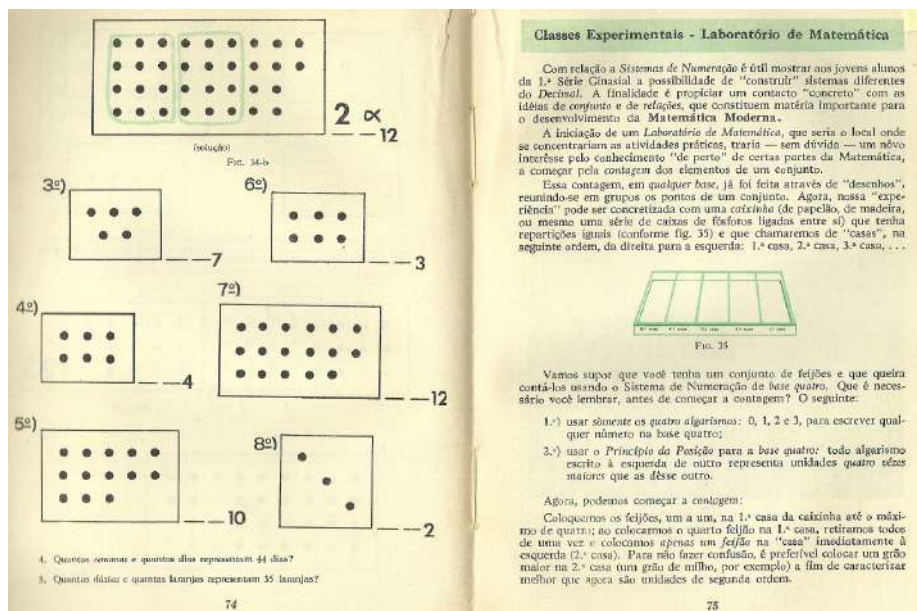 2 ∝
12
(solução)
FIG. 34-b
3º)
7
6º)
3
4º)
4
7º)
12
5º)
10
8º)
2
4. Quantas semanas e quantos dias representam 44 dias?
5. Quantas dúzias e quantas laranjas representam 35 laranjas?
74
Classes Experimentais - Laboratório de Matemática
Com relação a Sistemas de Numeração é útil mostrar aos jovens alunos
da 1.ª Série Ginasial a possibilidade de "construir" sistemas diferentes
do Decimal. A finalidade é propiciar um contacto "concreto" com as
idéias de conjunto e de relações, que constituem matéria importante para
o desenvolvimento da Matemática Moderna.
A iniciação de um Laboratório de Matemática, que seria o local onde
se concentrariam as atividades práticas, traria — sem dúvida — um nôvo
interêsse pelo conhecimento "de perto" de certas partes da Matemática,
a começar pela contagem dos elementos de um conjunto.
Essa contagem, em qualquer base, já foi feita através de "desenhos",
reunindo-se em grupos os pontos de um conjunto. Agora, nossa "expe-
riência" pode ser concretizada com uma caixinha (de papelão, de madeira,
ou mesmo uma série de caixas de fósforos ligadas entre si) que tenha
repartições iguais (conforme fig. 35) e que chamaremos de "casas", na
seguinte ordem, da direita para a esquerda: 1.ª casa, 2.ª casa, 3.ª casa, . . .
5.ª casa 4.ª casa 3.ª casa 2.ª casa 1.ª casa
FIG. 35
Vamos supor que você tenha um conjunto de feijões e que queira
contá-los usando o Sistema de Numeração de base quatro. Que é neces-
sário você lembrar, antes de começar a contagem? O seguinte:
1.º) usar sòmente os quatro algarismos: 0, 1, 2 e 3, para escrever qual-
quer número na base quatro;
2.º) usar o Princípio da Posição para a base quatro: todo algarismo
escrito à esquerda de outro representa unidades quatro vêzes
maiores que as dêsse outro.
Agora, podemos começar a contagem:
Colocamos os feijões, um a um, na 1.ª casa da caixinha até o máxi-
mo de quatro; ao colocarmos o quarto feijão na 1.ª casa, retiramos todos
de uma vez e colocamos apenas um feijão na "casa" imediatamente à
esquerda (2.ª casa). Para não fazer confusão, é preferível colocar um grão
maior na 2.ª casa (um grão de milho, por exemplo) a fim de caracterizar
melhor que agora são unidades de segunda ordem.
75